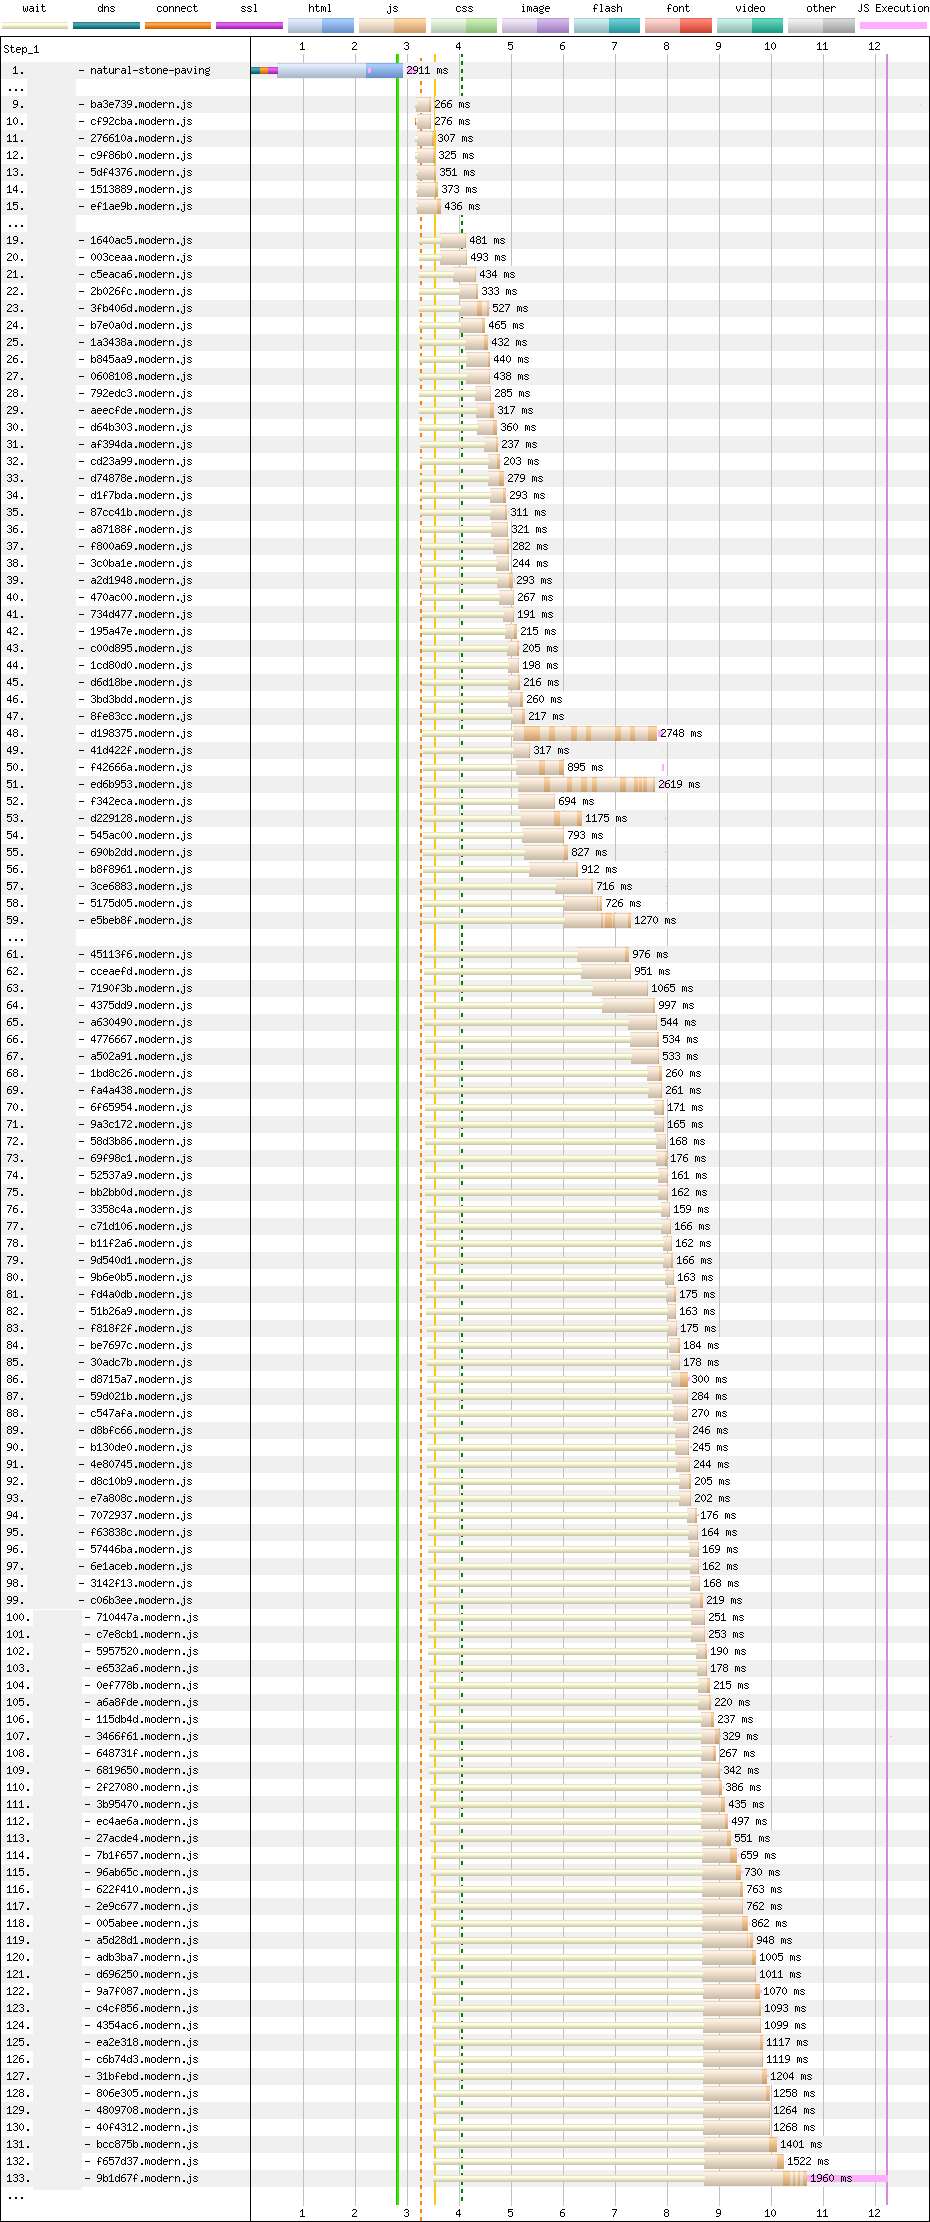 wait dns connect ssl html js css image flash font video other JS Execution
Step_1 1 2 3 4 5 6 7 8 9 10 11 12
1. - natural-stone-paving 2911 ms
...
9. - ba3e739.modern.js 266 ms
10. - cf92cba.modern.js 276 ms
11. - 276610a.modern.js 307 ms
12. - c9f86b0.modern.js 325 ms
13. - 5df4376.modern.js 351 ms
14. - 1513889.modern.js 373 ms
15. - ef1ae9b.modern.js 436 ms
...
19. - 1640ac5.modern.js 481 ms
20. - 003ceaa.modern.js 493 ms
21. - c5eaca6.modern.js 434 ms
22. - 2b026fc.modern.js 333 ms
23. - 3fb406d.modern.js 527 ms
24. - b7e0a0d.modern.js 465 ms
25. - 1a3438a.modern.js 432 ms
26. - b845aa9.modern.js 440 ms
27. - 0608108.modern.js 438 ms
28. - 792edc3.modern.js 285 ms
29. - aeecfde.modern.js 317 ms
30. - d64b303.modern.js 360 ms
31. - af394da.modern.js 237 ms
32. - cd23a99.modern.js 203 ms
33. - d74878e.modern.js 279 ms
34. - d1f7bda.modern.js 293 ms
35. - 87cc41b.modern.js 311 ms
36. - a87188f.modern.js 321 ms
37. - f800a69.modern.js 282 ms
38. - 3c0ba1e.modern.js 244 ms
39. - a2d1948.modern.js 293 ms
40. - 470ac00.modern.js 267 ms
41. - 734d477.modern.js 191 ms
42. - 195a47e.modern.js 215 ms
43. - c00d895.modern.js 205 ms
44. - 1cd80d0.modern.js 198 ms
45. - d6d18be.modern.js 216 ms
46. - 3bd3bdd.modern.js 260 ms
47. - 8fe83cc.modern.js 217 ms
48. - d198375.modern.js 2748 ms
49. - 41d422f.modern.js 317 ms
50. - f42666a.modern.js 895 ms
51. - ed6b953.modern.js 2619 ms
52. - f342eca.modern.js 694 ms
53. - d229128.modern.js 1175 ms
54. - 545ac00.modern.js 793 ms
55. - 690b2dd.modern.js 827 ms
56. - b8f8961.modern.js 912 ms
57. - 3ce6883.modern.js 716 ms
58. - 5175d05.modern.js 726 ms
59. - e5beb8f.modern.js 1270 ms
...
61. - 45113f6.modern.js 976 ms
62. - cceaefd.modern.js 951 ms
63. - 7190f3b.modern.js 1065 ms
64. - 4375dd9.modern.js 997 ms
65. - a630490.modern.js 544 ms
66. - 4776667.modern.js 534 ms
67. - a502a91.modern.js 533 ms
68. - 1bd8c26.modern.js 260 ms
69. - fa4a438.modern.js 261 ms
70. - 6f65954.modern.js 171 ms
71. - 9a3c172.modern.js 165 ms
72. - 58d3b86.modern.js 168 ms
73. - 69f98c1.modern.js 176 ms
74. - 52537a9.modern.js 161 ms
75. - bb2bb0d.modern.js 162 ms
76. - 3358c4a.modern.js 159 ms
77. - c71d106.modern.js 166 ms
78. - b11f2a6.modern.js 162 ms
79. - 9d540d1.modern.js 166 ms
80. - 9b6e0b5.modern.js 163 ms
81. - fd4a0db.modern.js 175 ms
82. - 51b26a9.modern.js 163 ms
83. - f818f2f.modern.js 175 ms
84. - be7697c.modern.js 184 ms
85. - 30adc7b.modern.js 178 ms
86. - d8715a7.modern.js 300 ms
87. - 59d021b.modern.js 284 ms
88. - c547afa.modern.js 270 ms
89. - d8bfc66.modern.js 246 ms
90. - b130de0.modern.js 245 ms
91. - 4e80745.modern.js 244 ms
92. - d8c10b9.modern.js 205 ms
93. - e7a808c.modern.js 202 ms
94. - 7072937.modern.js 176 ms
95. - f63838c.modern.js 164 ms
96. - 57446ba.modern.js 169 ms
97. - 6e1aceb.modern.js 162 ms
98. - 3142f13.modern.js 168 ms
99. - c06b3ee.modern.js 219 ms
100. - 710447a.modern.js 251 ms
101. - c7e8cb1.modern.js 253 ms
102. - 5957520.modern.js 190 ms
103. - e6532a6.modern.js 178 ms
104. - 0ef778b.modern.js 215 ms
105. - a6a8fde.modern.js 220 ms
106. - 115db4d.modern.js 237 ms
107. - 3466f61.modern.js 329 ms
108. - 648731f.modern.js 267 ms
109. - 6819650.modern.js 342 ms
110. - 2f27080.modern.js 386 ms
111. - 3b95470.modern.js 435 ms
112. - ec4ae6a.modern.js 497 ms
113. - 27acde4.modern.js 551 ms
114. - 7b1f657.modern.js 659 ms
115. - 96ab65c.modern.js 730 ms
116. - 622f410.modern.js 763 ms
117. - 2e9c677.modern.js 762 ms
118. - 005abee.modern.js 862 ms
119. - a5d28d1.modern.js 948 ms
120. - adb3ba7.modern.js 1005 ms
121. - d696250.modern.js 1011 ms
122. - 9a7f087.modern.js 1070 ms
123. - c4cf856.modern.js 1093 ms
124. - 4354ac6.modern.js 1099 ms
125. - ea2e318.modern.js 1117 ms
126. - c6b74d3.modern.js 1119 ms
127. - 31bfebd.modern.js 1204 ms
128. - 806e305.modern.js 1258 ms
129. - 4809708.modern.js 1264 ms
130. - 40f4312.modern.js 1268 ms
131. - bcc875b.modern.js 1401 ms
132. - f657d37.modern.js 1522 ms
133. - 9b1d67f.modern.js 1960 ms
...
1 2 3 4 5 6 7 8 9 10 11 12